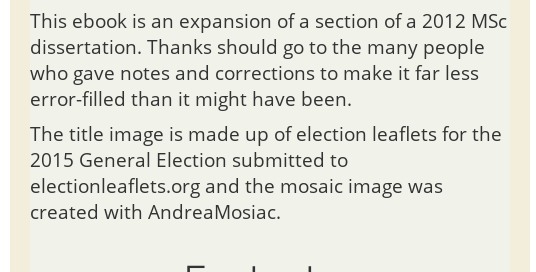 This ebook is an expansion of a section of a 2012 MSc
dissertation. Thanks should go to the many people
who gave notes and corrections to make it far less
error-filled than it might have been.
The title image is made up of election leaflets for the
2015 General Election submitted to
electionleaflets.org and the mosaic image was
created with AndreaMosiac.